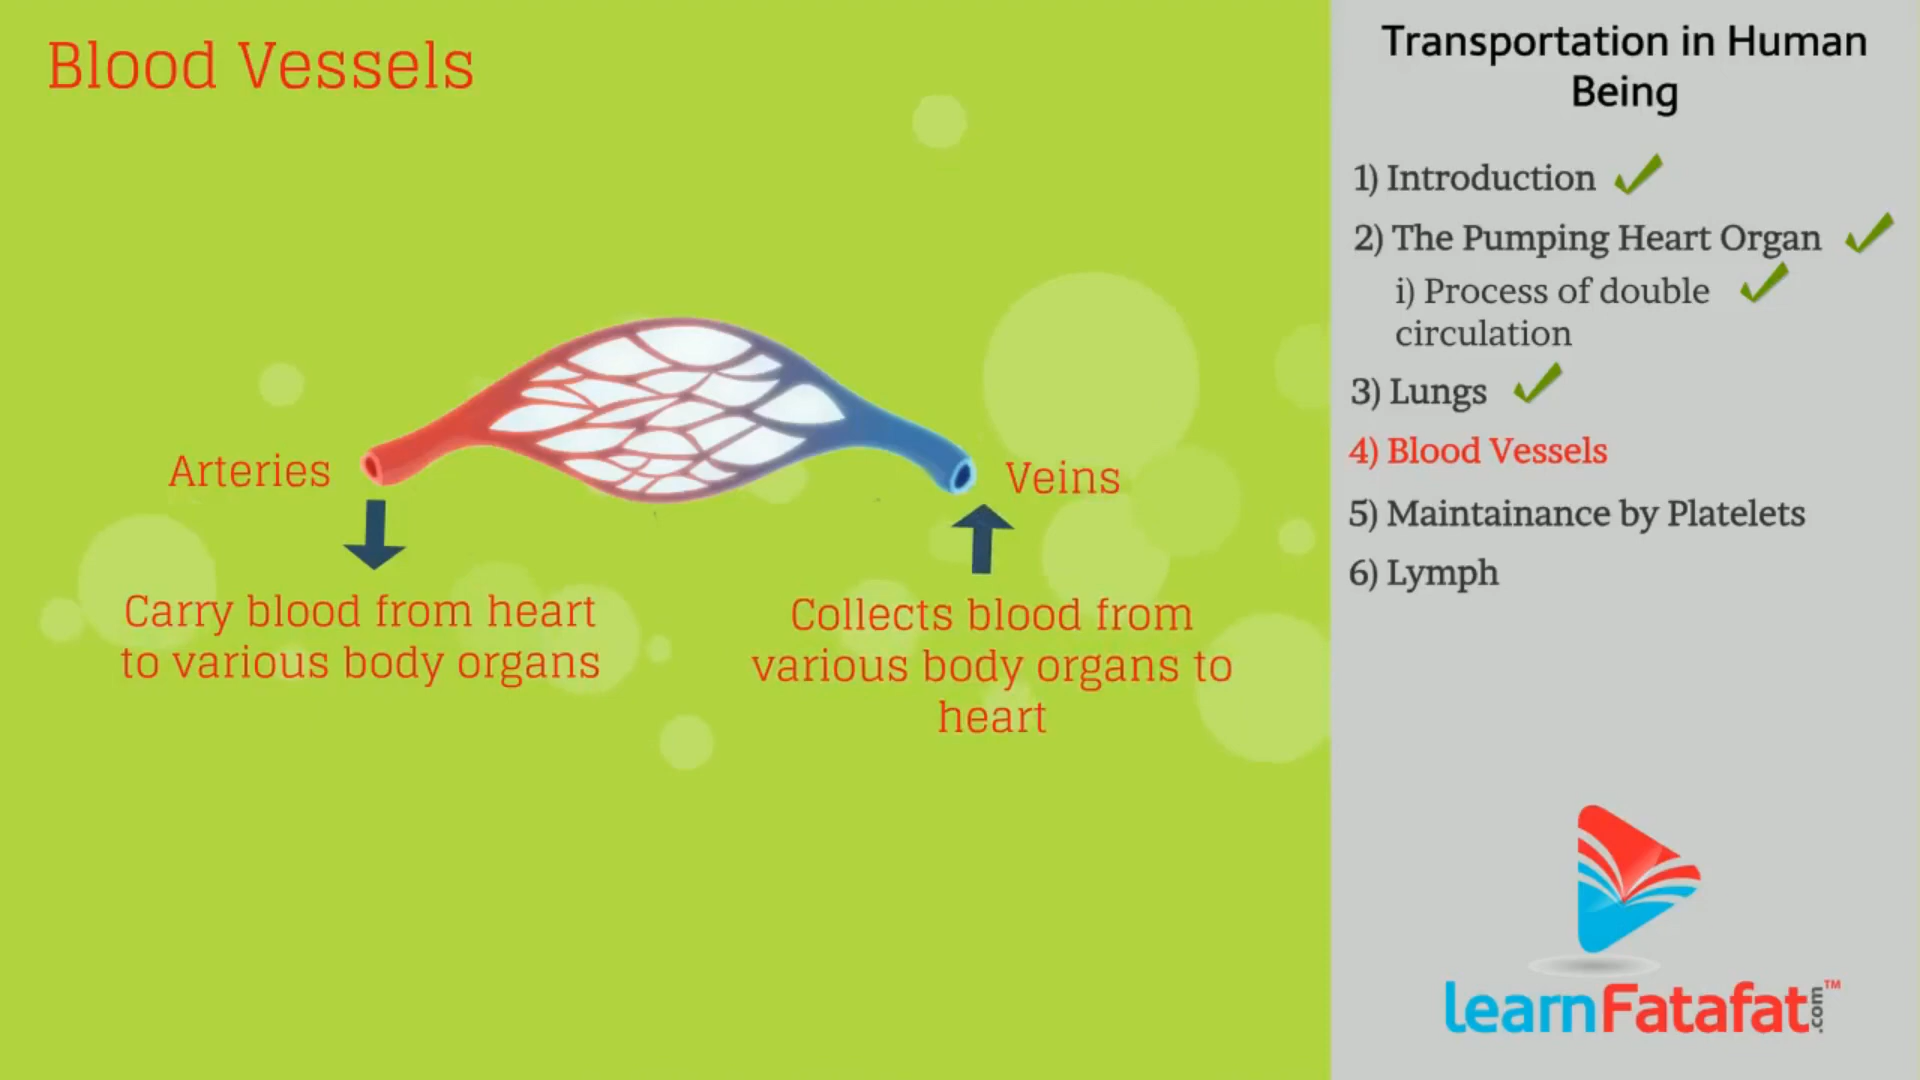 Blood Vessels
Arteries
Veins
Carry blood from heart
to various body organs
Collects blood from
various body organs to
heart
Transportation in Human
Being
1) Introduction
2) The Pumping Heart Organ
i) Process of double
circulation
3) Lungs
4) Blood Vessels
5) Maintainance by Platelets
6) Lymph
learnFatafat.com™